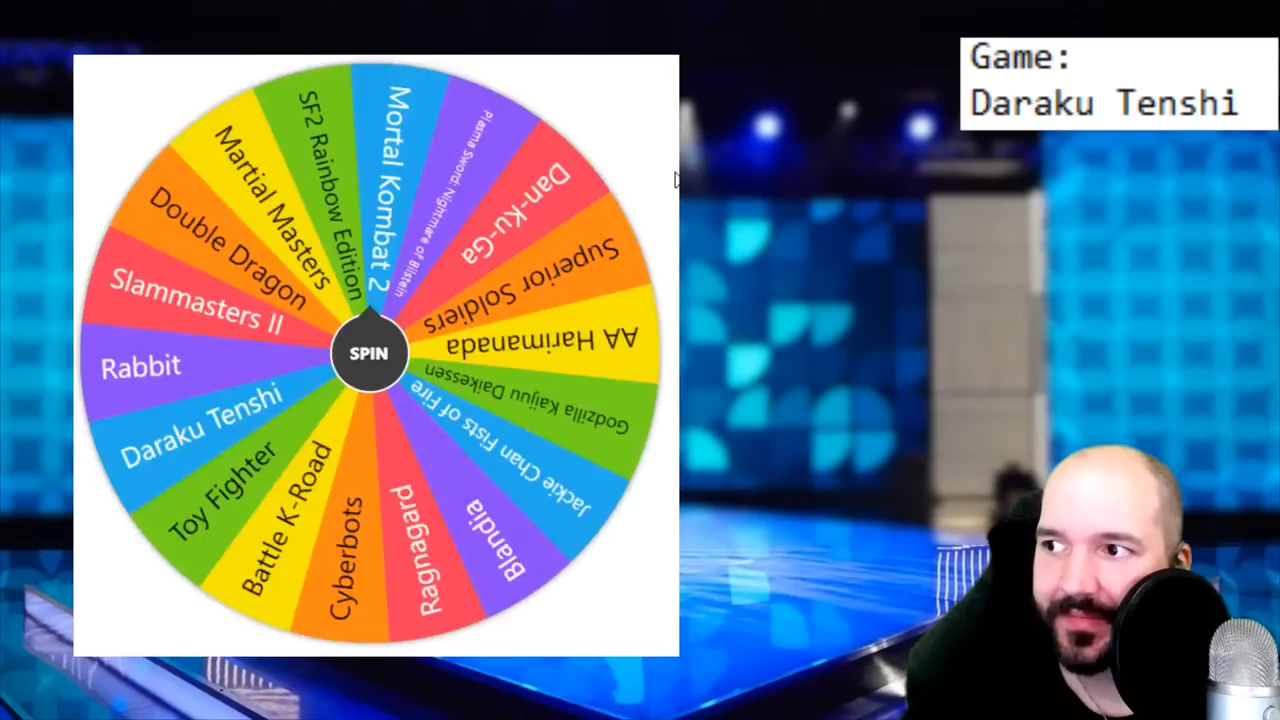 Game:
Daraku Tenshi
Mortal Kombat 2
Plasma Sword: Nightmare of Bilstein
Dan-Ku-Ga
Superior Soldiers
AA Harimanada
Godzilla Kaijuu Daikessen
Jackie Chan Fists of Fire
Blandia
Ragnagard
Cyberbots
Battle K-Road
Toy Fighter
Daraku Tenshi
Rabbit
Slammasters II
Double Dragon
Martial Masters
SF2 Rainbow Edition
SPIN